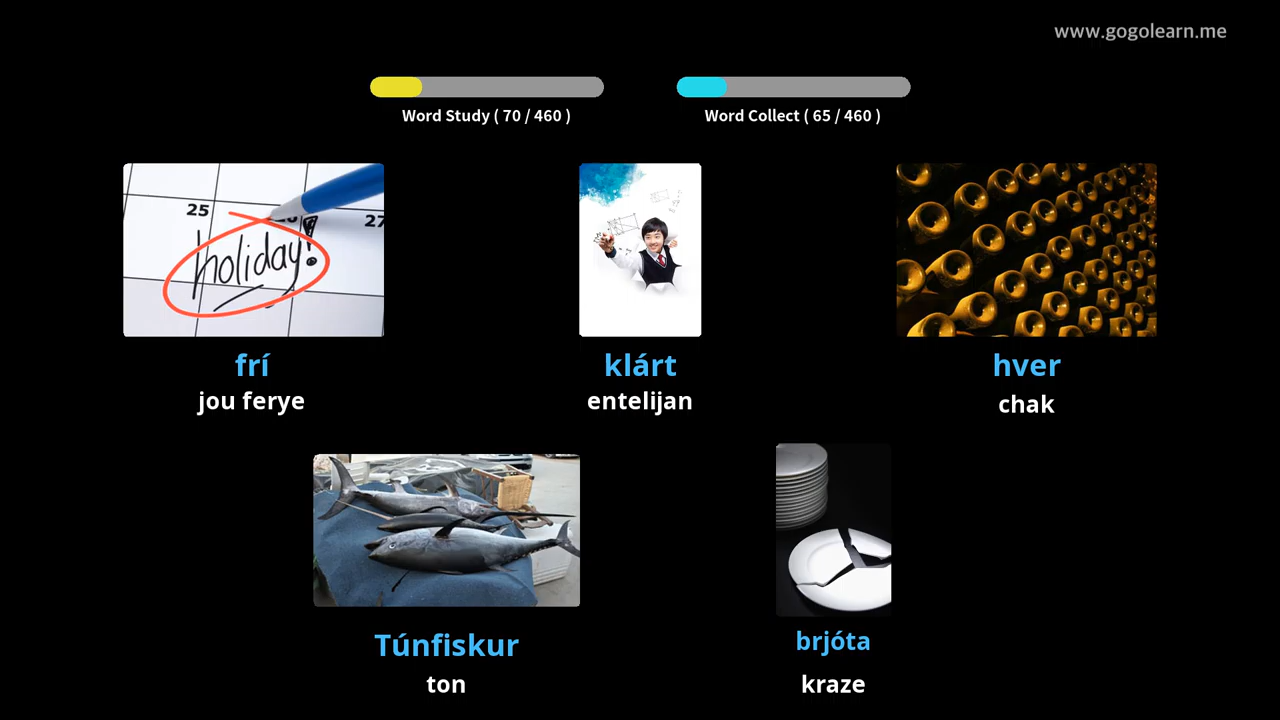 www.gogolearn.me
Word Study ( 70 / 460 )
Word Collect ( 65 / 460 )
25
27
holiday!
frí
jou ferye
klárt
entelijan
hver
chak
Túnfiskur
ton
brjóta
kraze